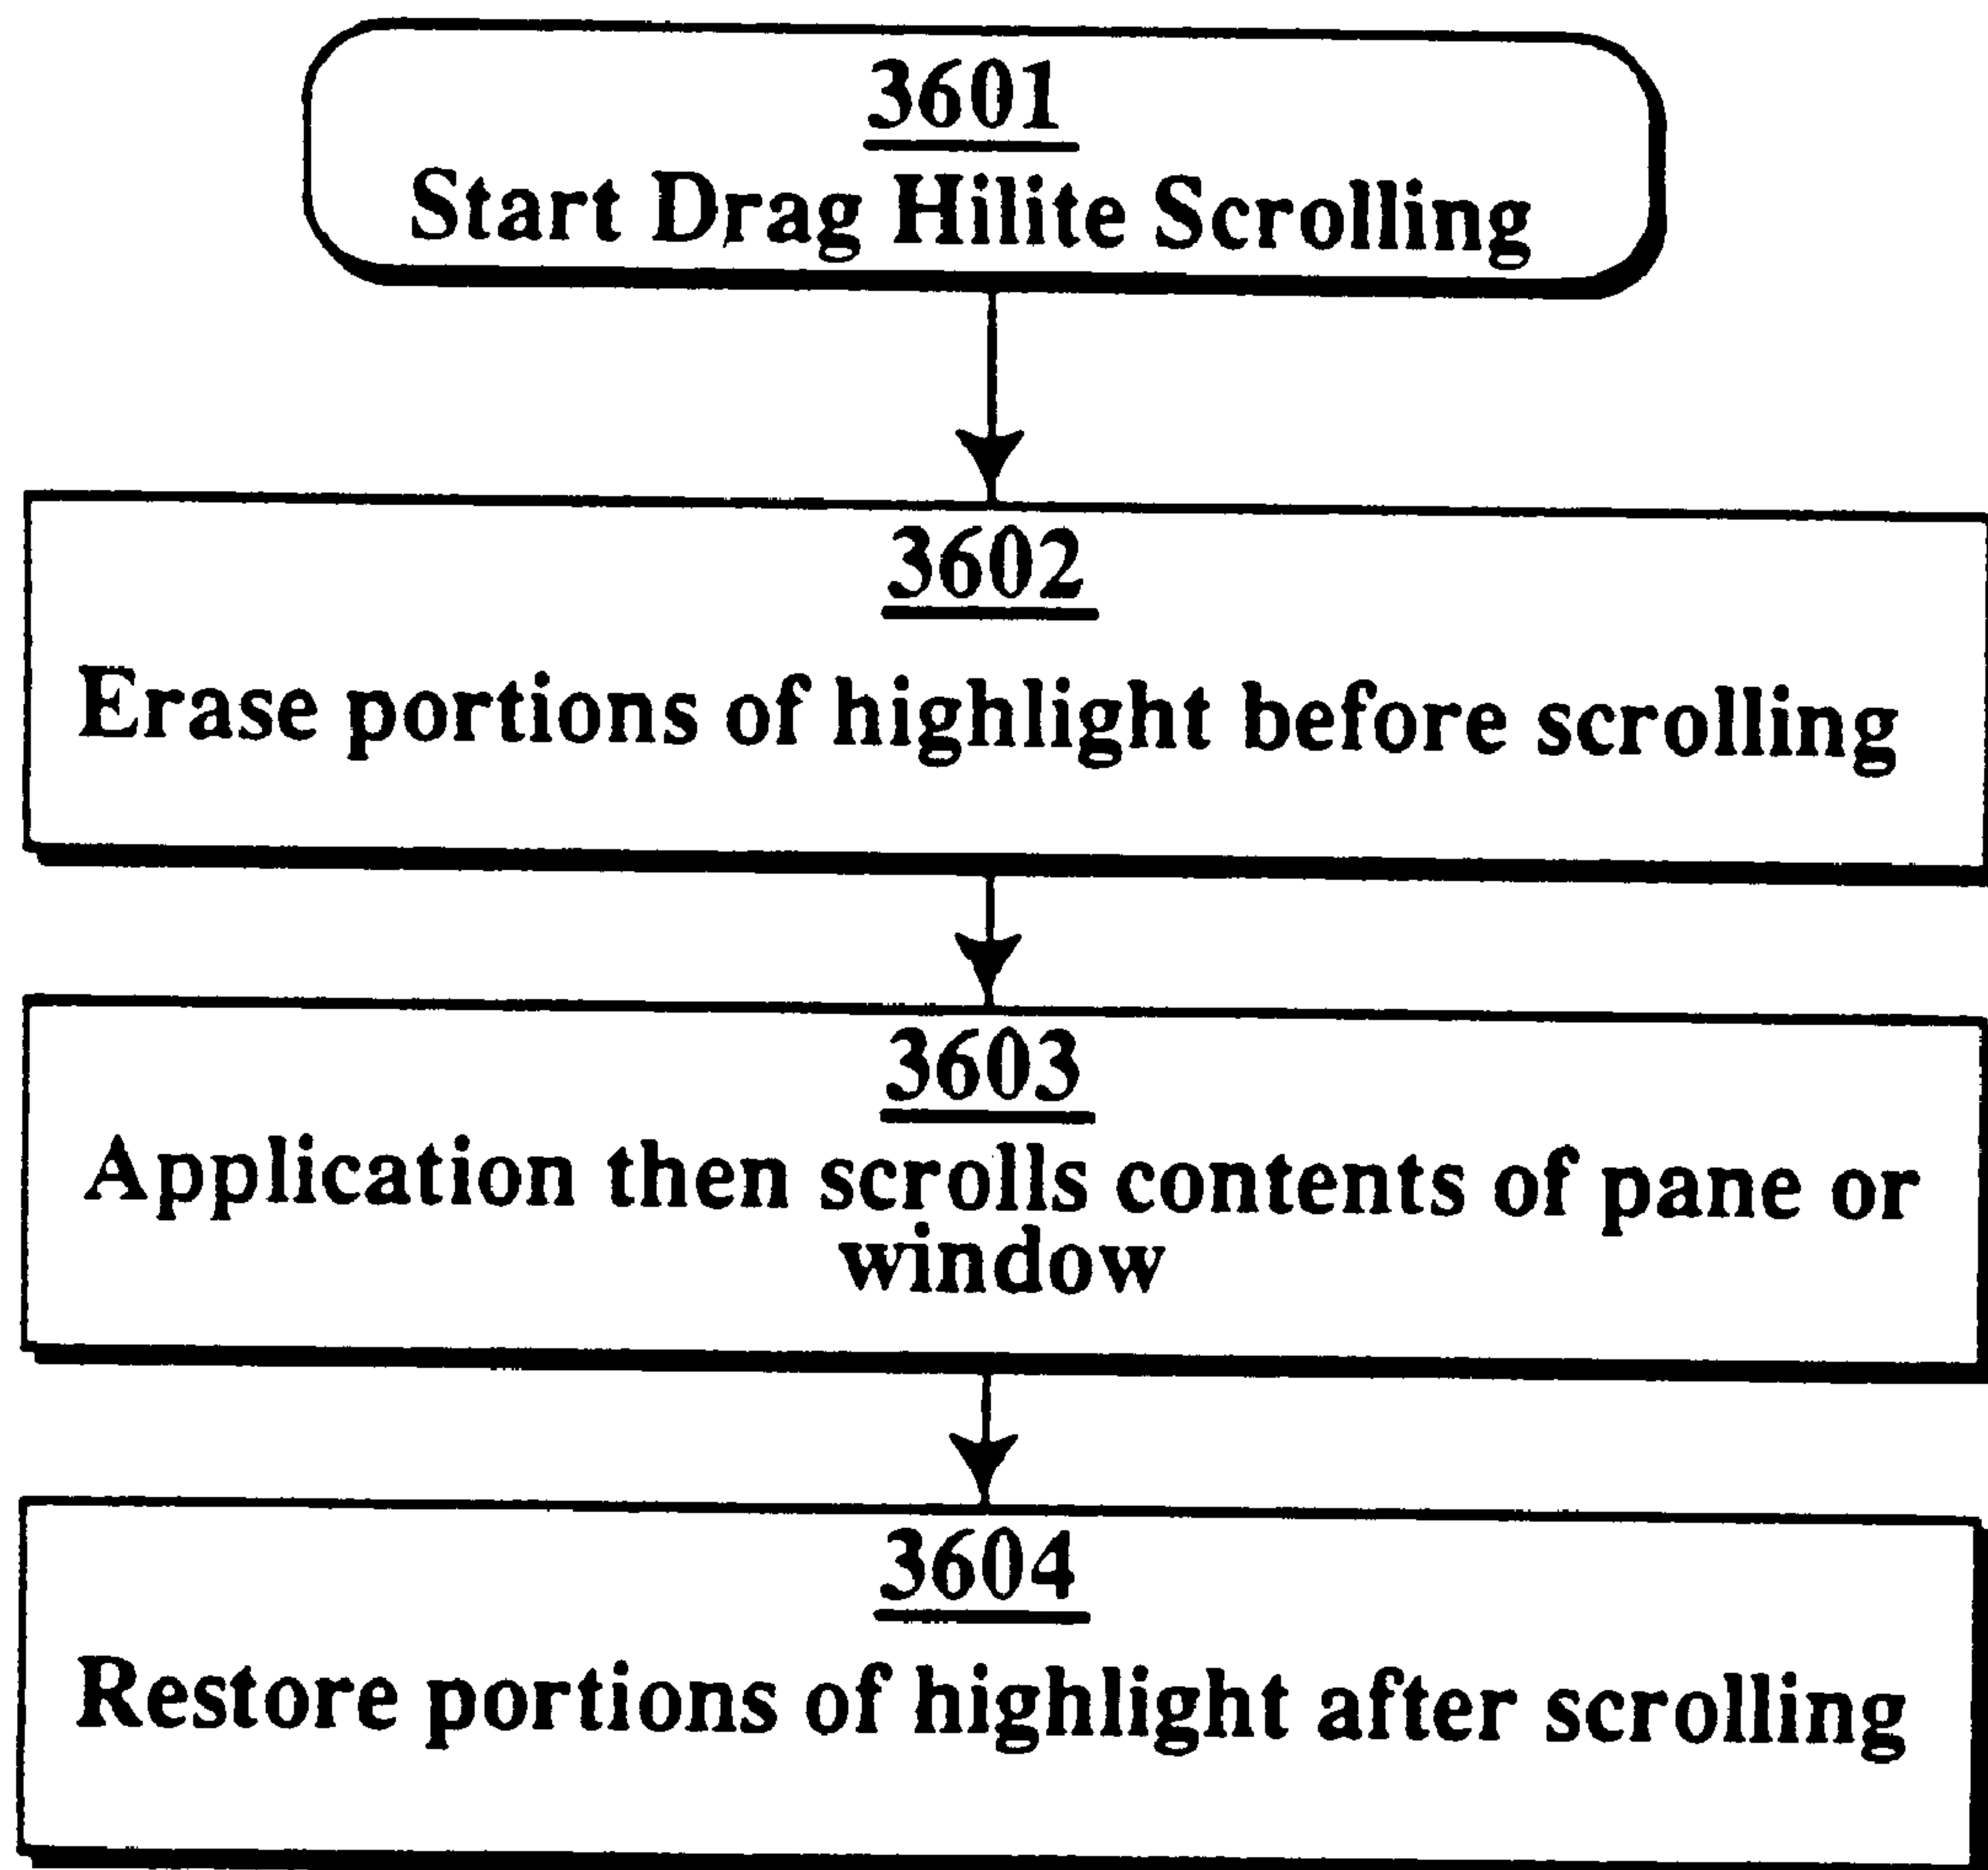 3601
Start Drag Hilite Scrolling
3602
Erase portions of highlight before scrolling
3603
Application then scrolls contents of pane or
window
3604
Restore portions of highlight after scrolling